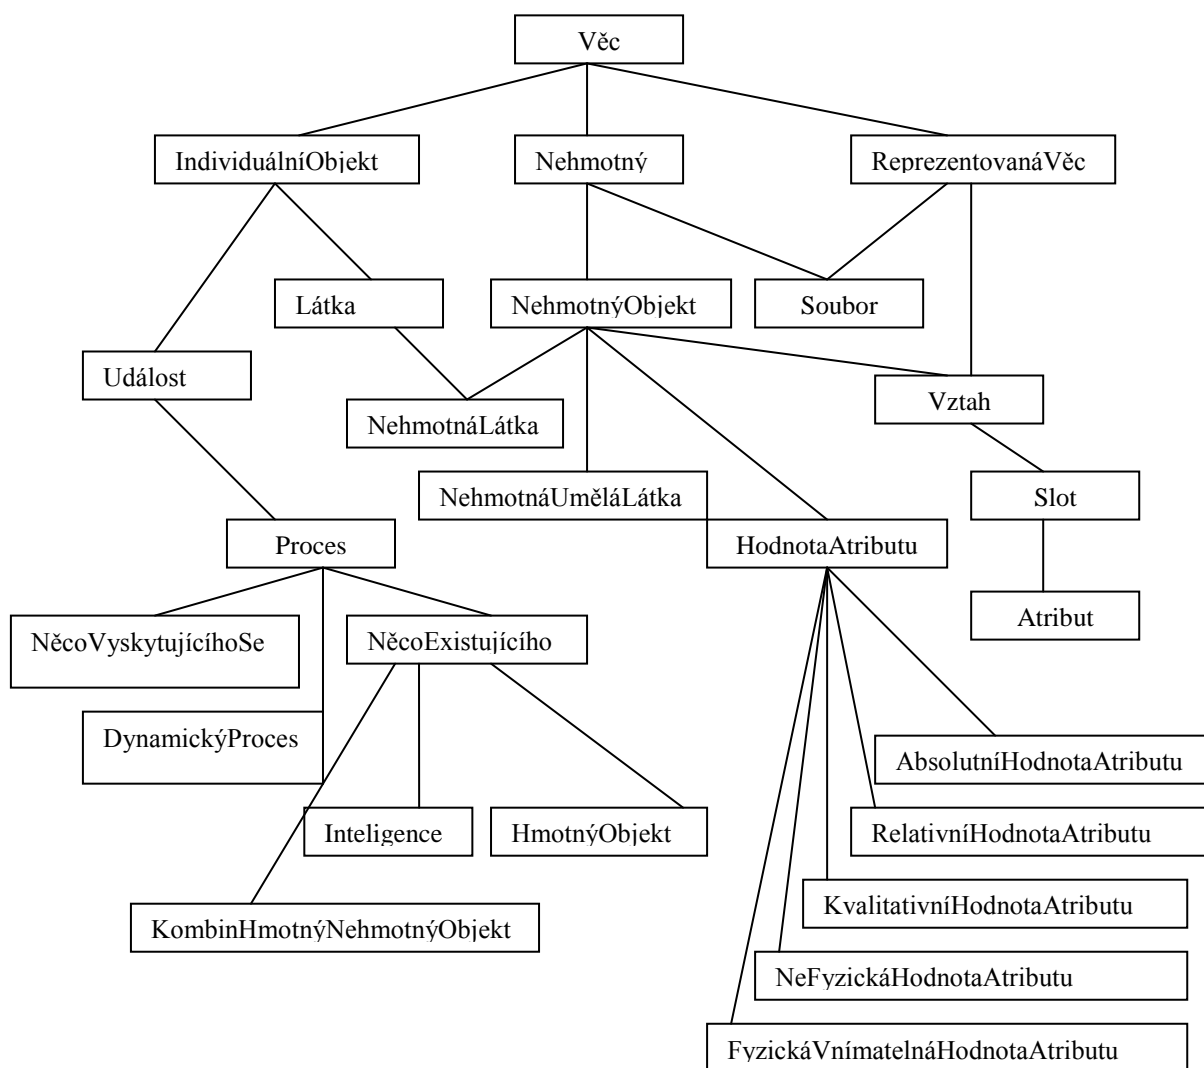 Věc
IndividuálníObjekt
Nehmotný
ReprezentovanáVěc
Látka
NehmotnýObjekt
Soubor
Událost
Vztah
NehmotnáLátka
NehmotnáUměláLátka
Slot
Proces
HodnotaAtributu
NěcoVyskytujícíhoSe
NěcoExistujícího
Atribut
DynamickýProces
AbsolutníHodnotaAtributu
Inteligence
HmotnýObjekt
RelativníHodnotaAtributu
KvalitativníHodnotaAtributu
KombinHmotnýNehmotnýObjekt
NeFyzickáHodnotaAtributu
FyzickáVnímatelnáHodnotaAtributu